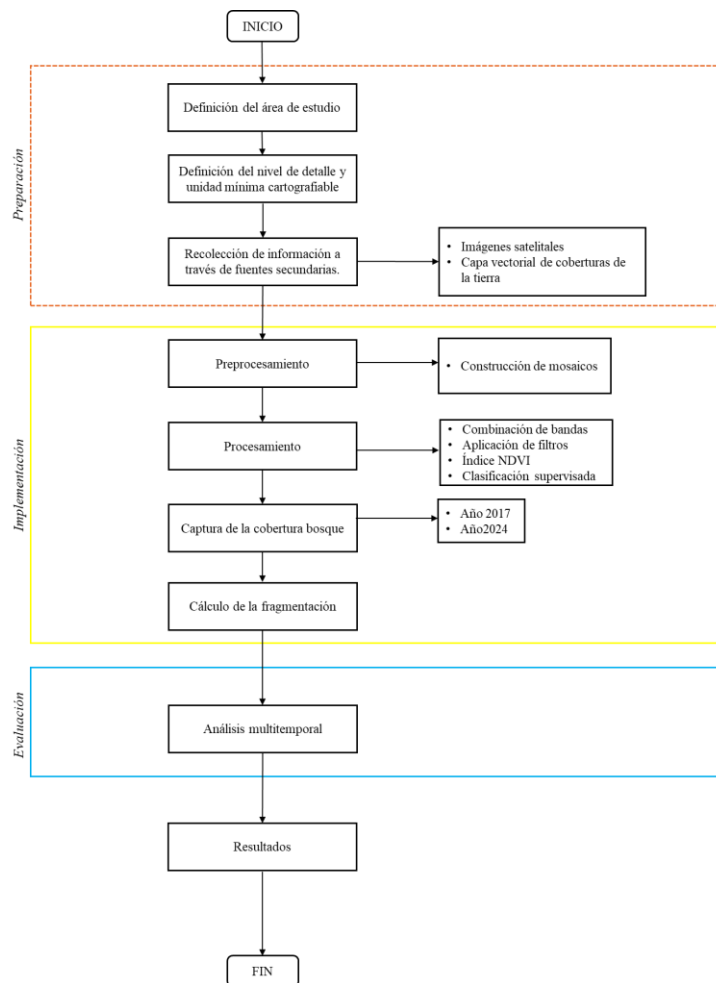 INICIO
Preparación
Definición del área de estudio
Definición del nivel de detalle y
unidad mínima cartografiable
Recolección de información a
través de fuentes secundarias.
• Imágenes satelitales
• Capa vectorial de coberturas de
la tierra
Implementación
Preprocesamiento
• Construcción de mosaicos
Procesamiento
• Combinación de bandas
• Aplicación de filtros
• Índice NDVI
• Clasificación supervisada
Captura de la cobertura bosque
• Año 2017
• Año2024
Cálculo de la fragmentación
Evaluación
Análisis multitemporal
Resultados
FIN